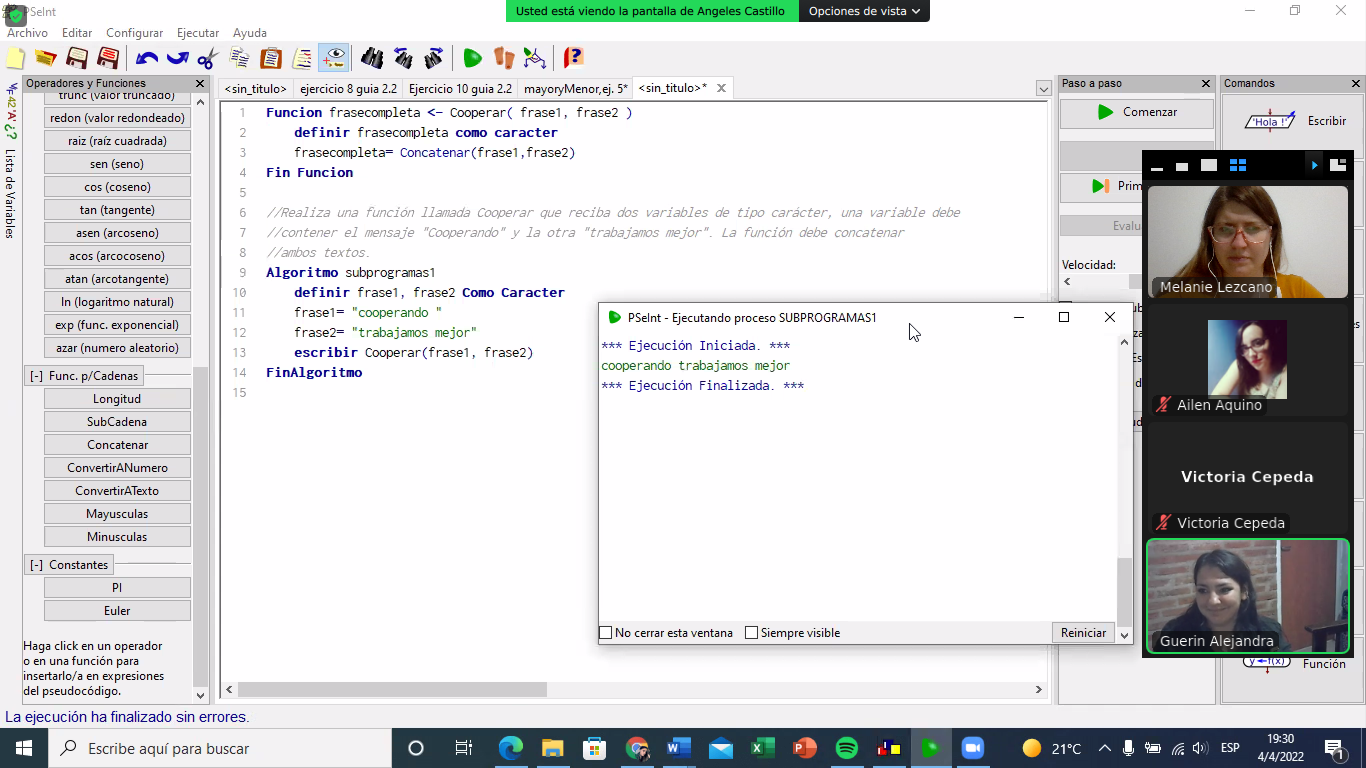 PSeInt
Usted está viendo la pantalla de Angeles Castillo
Opciones de vista
Archivo Editar Configurar Ejecutar Ayuda
Operadores y Funciones
<sin_titulo>
ejercicio 8 guia 2.2
Ejercicio 10 guia 2.2
mayoryMenor,ej. 5*
<sin_titulo>*
Paso a paso
Comandos
Lista de Variables
trunc (valor truncado)
redon (valor redondeado)
raiz (raíz cuadrada)
sen (seno)
cos (coseno)
tan (tangente)
asen (arcoseno)
acos (arcocoseno)
atan (arcotangente)
ln (logaritmo natural)
exp (func. exponencial)
azar (numero aleatorio)
[-] Func. p/Cadenas
Longitud
SubCadena
Concatenar
ConvertirANumero
ConvertirATexto
Mayusculas
Minusculas
[-] Constantes
PI
Euler
Haga click en un operador
o en una función para
insertarlo/a en expresiones
del pseudocódigo.
1 Funcion frasecompleta <- Cooperar( frase1, frase2 )
2 definir frasecompleta como caracter
3 frasecompleta= Concatenar(frase1,frase2)
4 Fin Funcion
5
6 //Realiza una función llamada Cooperar que reciba dos variables de tipo carácter, una variable debe
7 //contener el mensaje "Cooperando" y la otra "trabajamos mejor". La función debe concatenar
8 //ambos textos.
9 Algoritmo subprogramas1
10 definir frase1, frase2 Como Caracter
11 frase1= "cooperando "
12 frase2= "trabajamos mejor"
13 escribir Cooperar(frase1, frase2)
14 FinAlgoritmo
15
PSeInt - Ejecutando proceso SUBPROGRAMAS1
*** Ejecución Iniciada. ***
cooperando trabajamos mejor
*** Ejecución Finalizada. ***
No cerrar esta ventana
Siempre visible
Reiniciar
Comenzar
Prim
Evalu
Velocidad:
'Hola !'
Escribir
Melanie Lezcano
Ailen Aquino
Victoria Cepeda
Victoria Cepeda
Guerin Alejandra
y←f(x)
Función
La ejecución ha finalizado sin errores.
Escribe aquí para buscar
21°C
ESP
19:30
4/4/2022
1